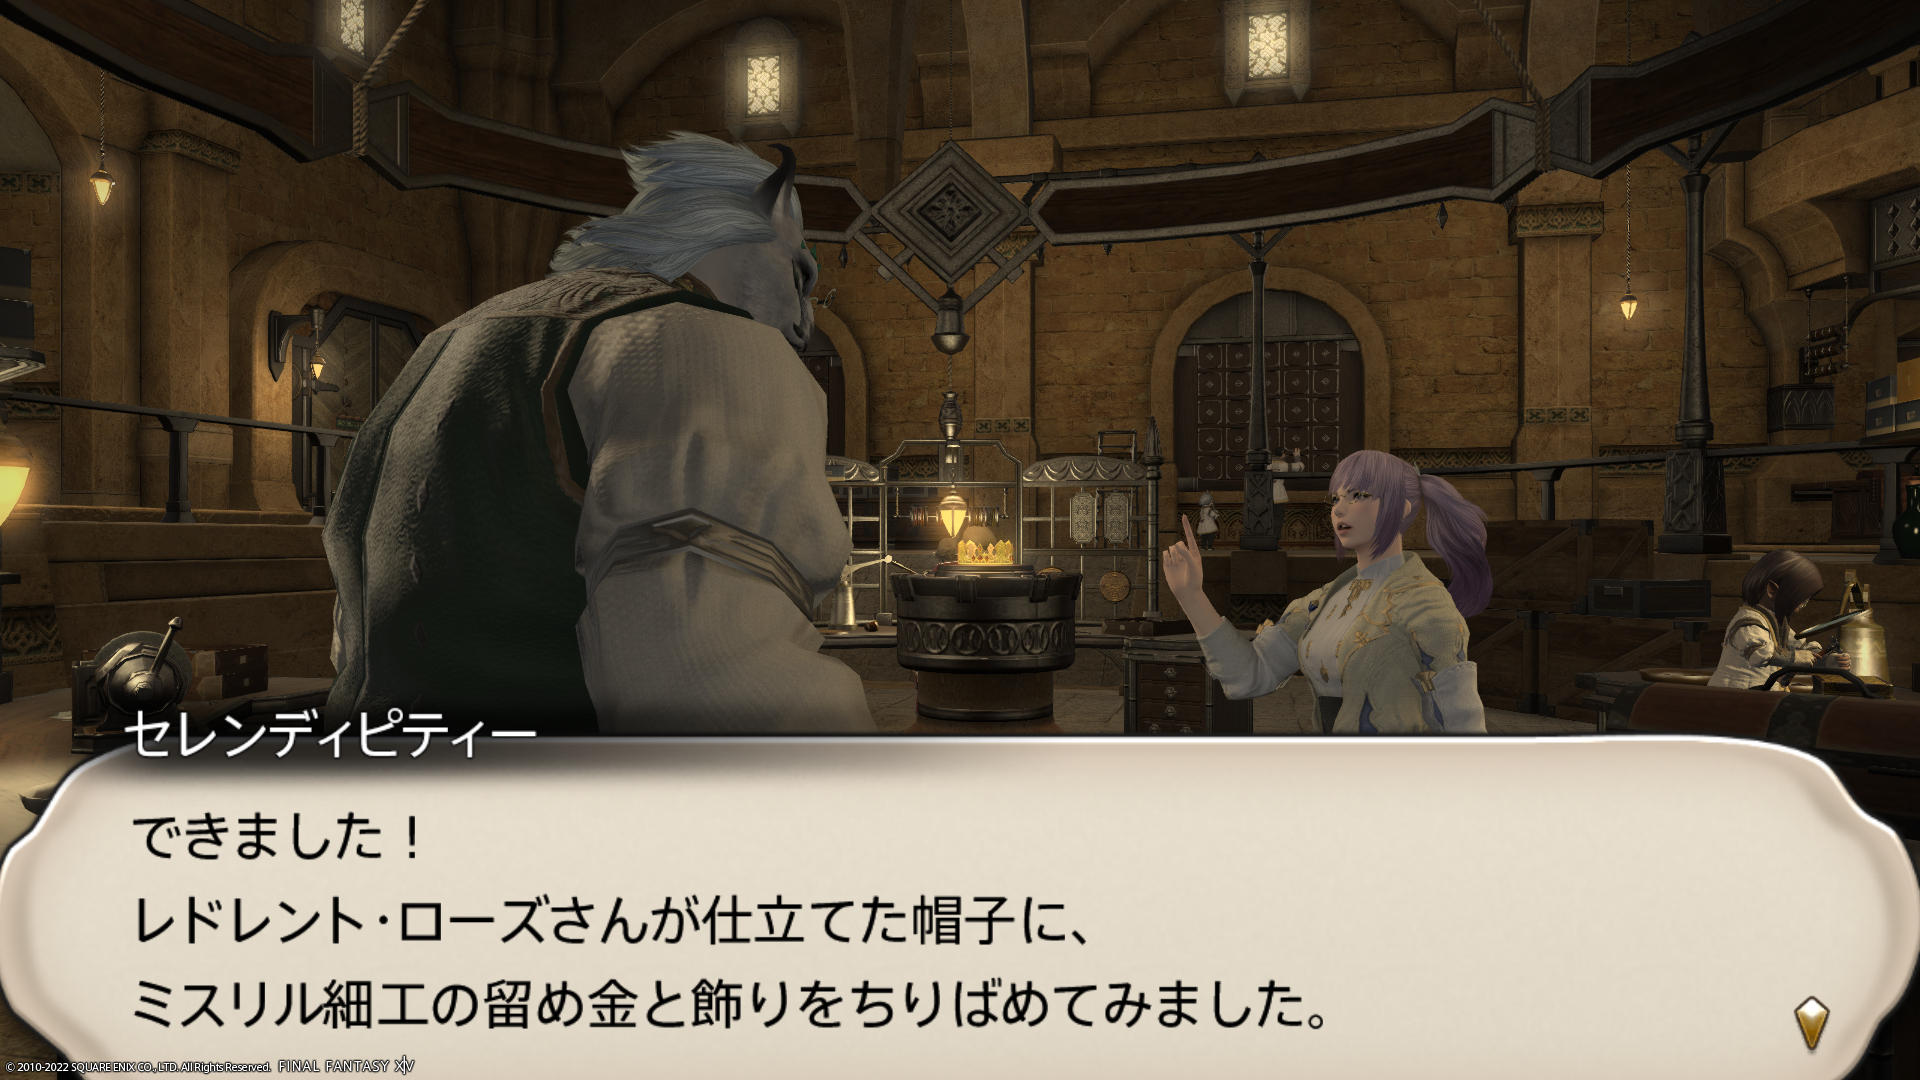 セレンディピティー
できました！
レドレント・ローズさんが仕立てた帽子に、
ミスリル細工の留め金と飾りをちりばめてみました。
© 2010-2022 SQUARE ENIX CO., LTD. All Rights Reserved. FINAL FANTASY XIV